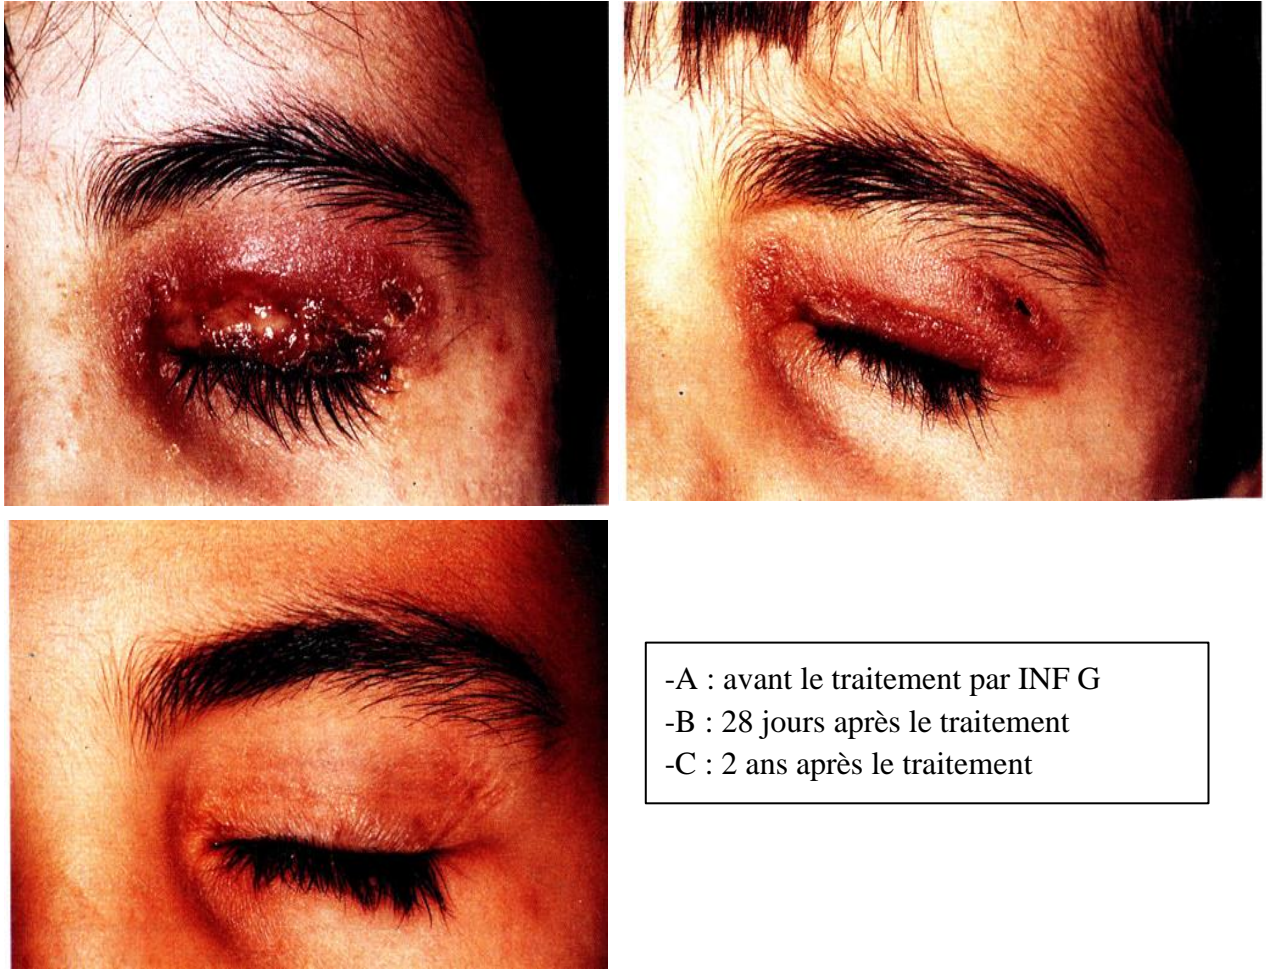 -A : avant le traitement par INF G
-B : 28 jours après le traitement
-C : 2 ans après le traitement